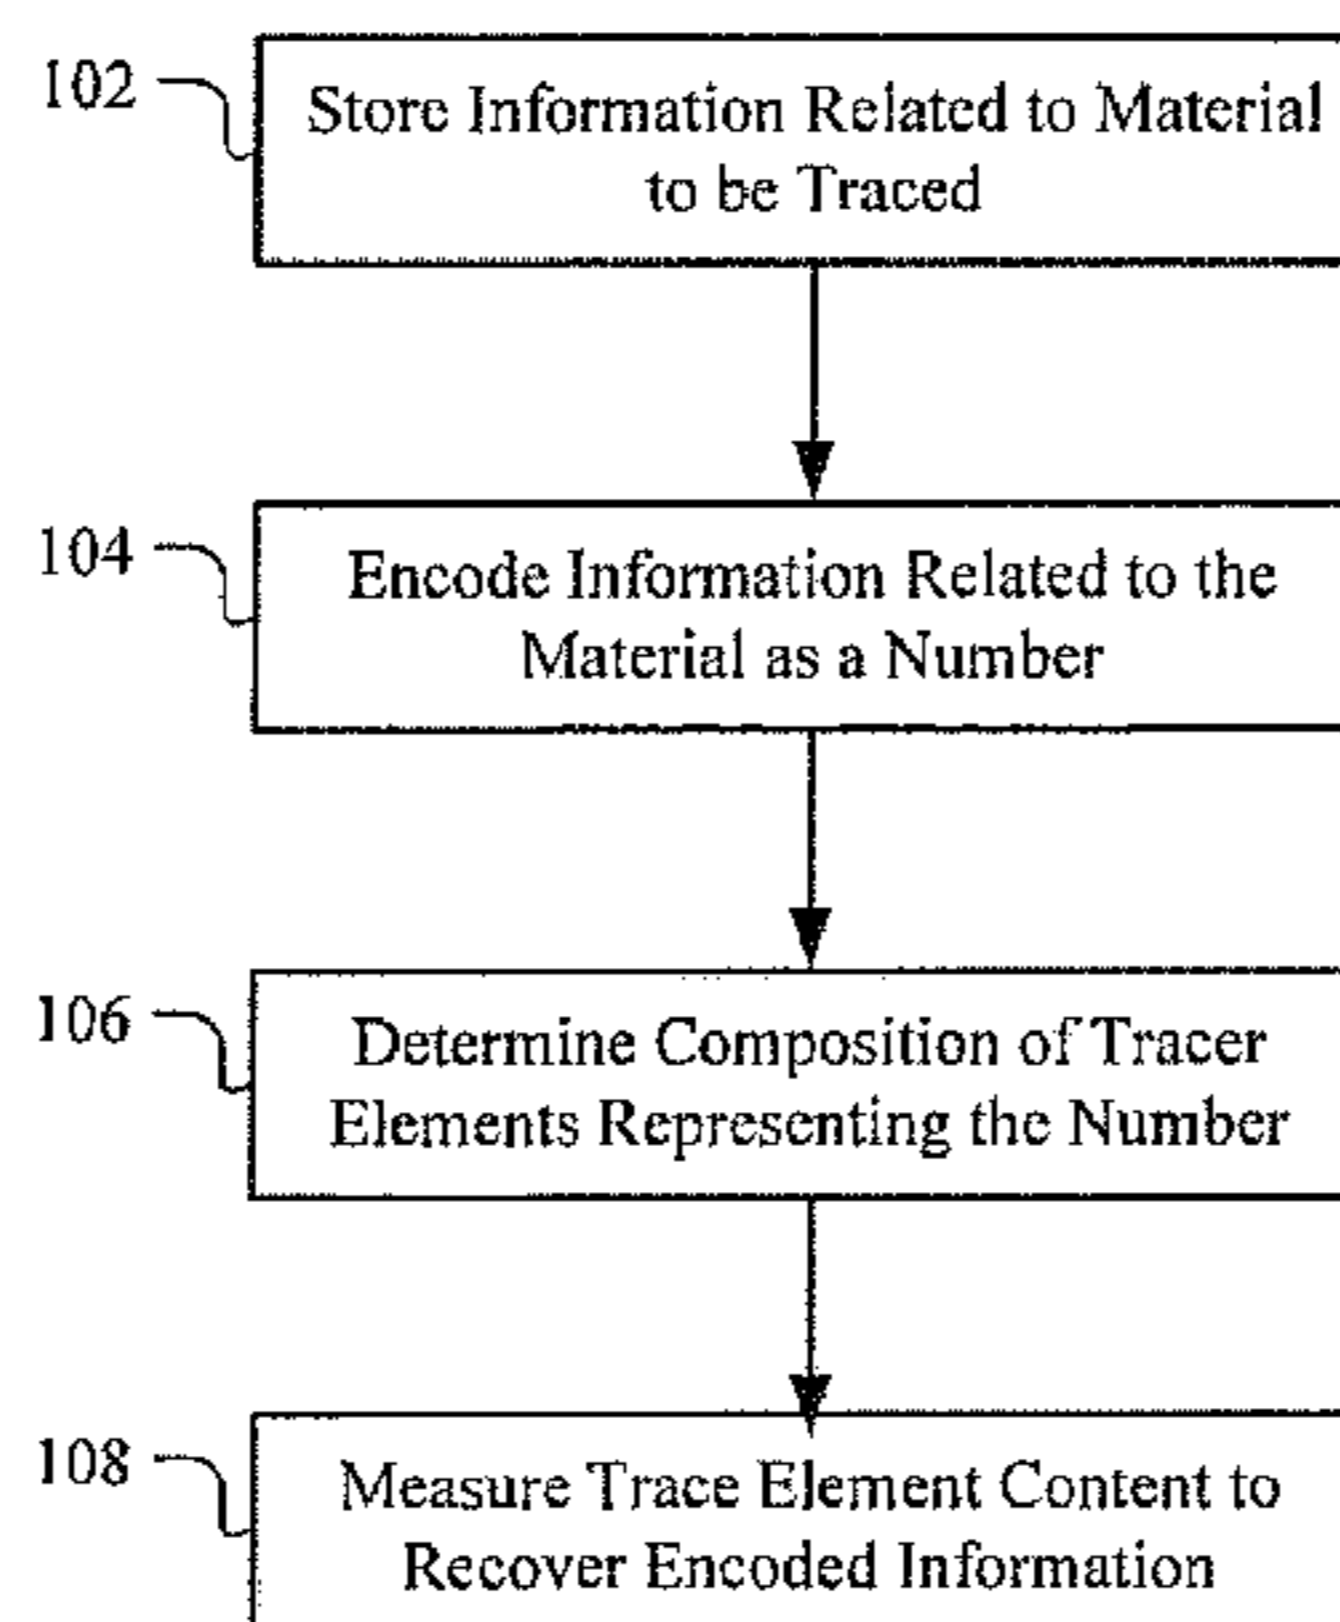 102
Store Information Related to Material
to be Traced
104
Encode Information Related to the
Material as a Number
106
Determine Composition of Tracer
Elements Representing the Number
108
Measure Trace Element Content to
Recover Encoded Information